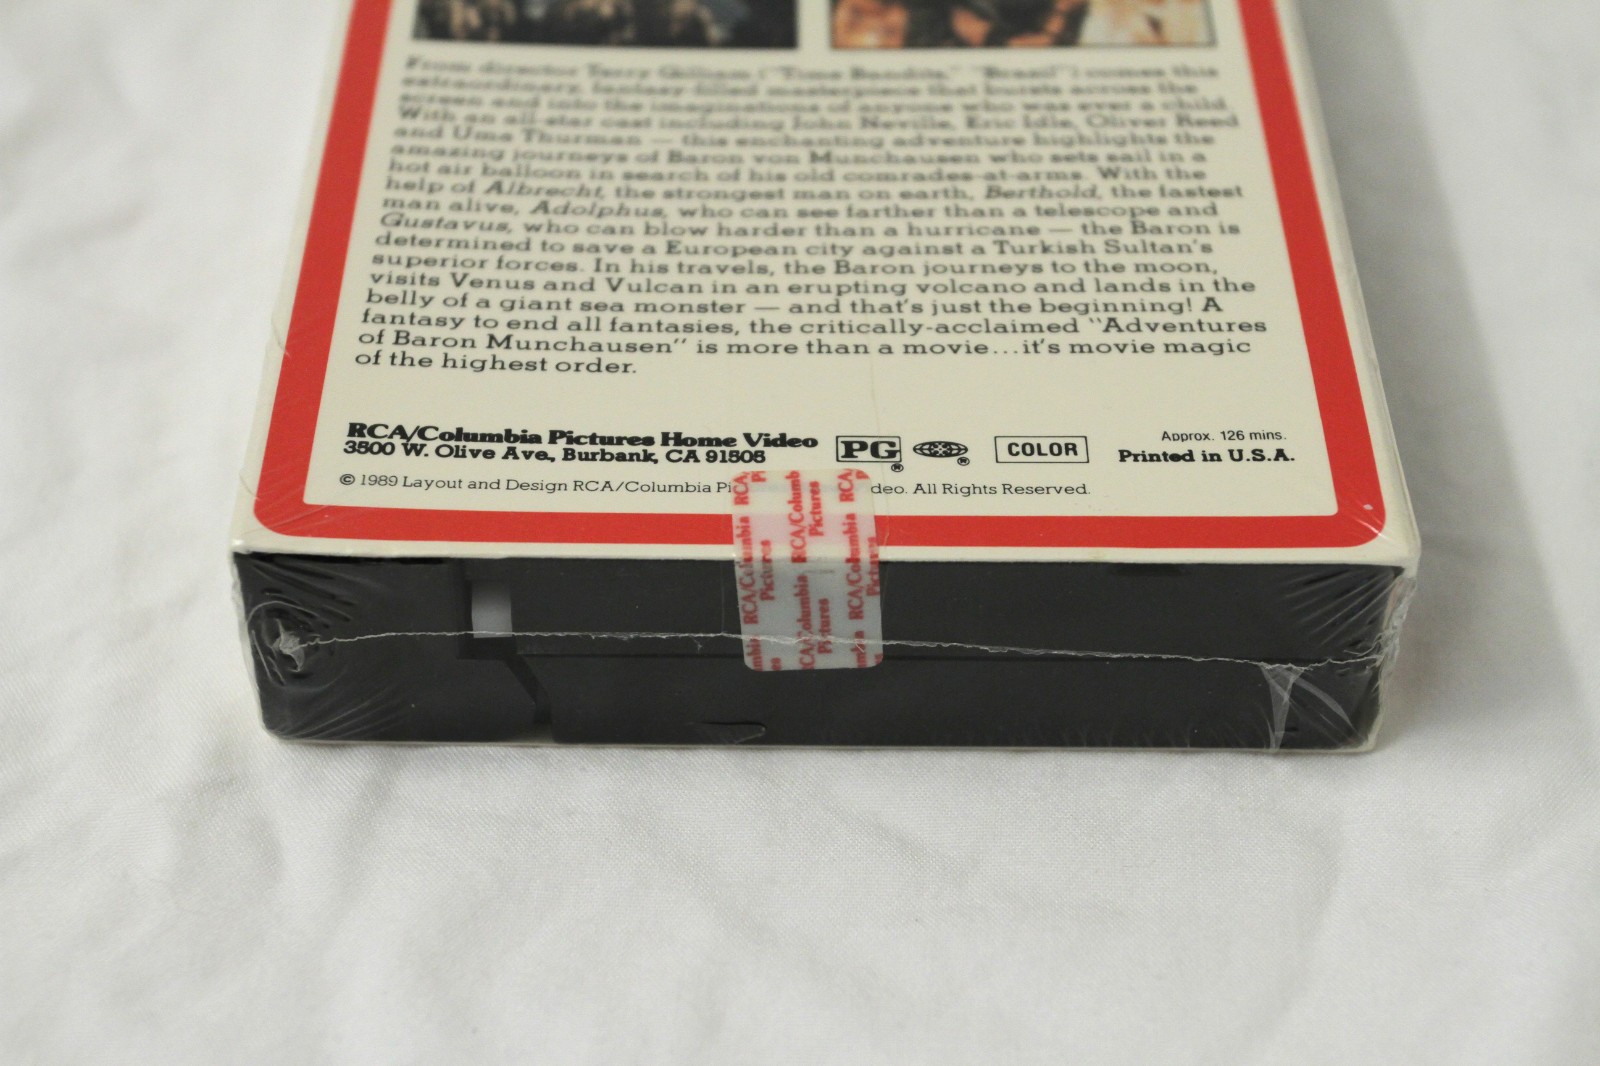 From director Terry Gilliam ("Time Bandits," "Brazil") comes this
extraordinary, fantasy-filled masterpiece that bursts across the
screen and into the imaginations of anyone who was ever a child.
With an all-star cast including John Neville, Eric Idle, Oliver Reed
and Uma Thurman — this enchanting adventure highlights the
amazing journeys of Baron von Munchausen who sets sail in a
hot air balloon in search of his old comrades-at-arms. With the
help of Albrecht, the strongest man on earth, Berthold, the fastest
man alive, Adolphus, who can see farther than a telescope and
Gustavus, who can blow harder than a hurricane — the Baron is
determined to save a European city against a Turkish Sultan's
superior forces. In his travels, the Baron journeys to the moon,
visits Venus and Vulcan in an erupting volcano and lands in the
belly of a giant sea monster — and that's just the beginning! A
fantasy to end all fantasies, the critically-acclaimed "Adventures
of Baron Munchausen" is more than a movie...it's movie magic
of the highest order.
RCA/Columbia Pictures Home Video
3500 W. Olive Ave., Burbank, CA 91505
PG ® ®
COLOR
Approx. 126 mins.
Printed in U.S.A.
© 1989 Layout and Design RCA/Columbia Pi deo. All Rights Reserved.
RCA/Columbia Pictures
RCA/Columbia Pictures
RCA/Columbia Pictures